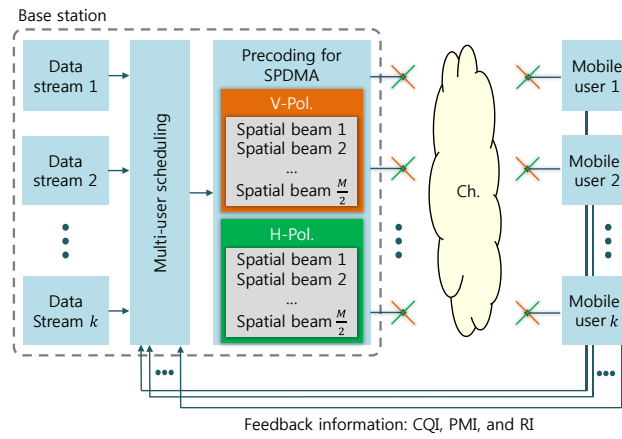 Base station
Data
stream 1
Data
stream 2
Data
Stream k
Multi-user scheduling
Precoding for
SPDMA
V-Pol.
Spatial beam 1
Spatial beam 2
...
Spatial beam M/2
H-Pol.
Spatial beam 1
Spatial beam 2
...
Spatial beam M/2
Ch.
Mobile
user 1
Mobile
user 2
Mobile
user k
Feedback information: CQI, PMI, and RI